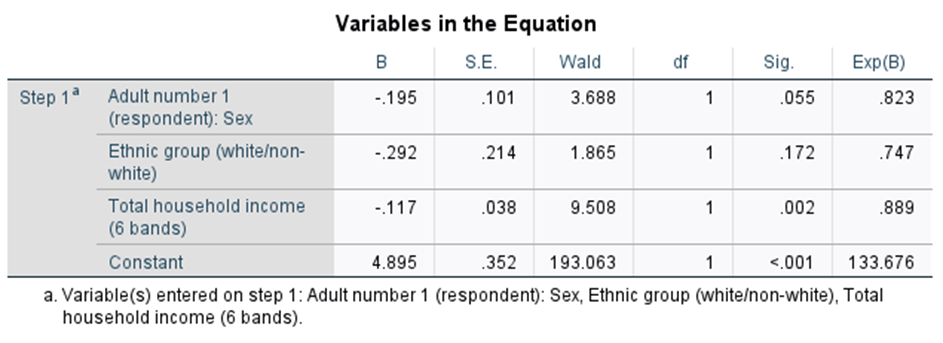 Variables in the Equation
B S.E. Wald df Sig. Exp(B)
Step 1a Adult number 1 -.195 .101 3.688 1 .055 .823
(respondent): Sex
Ethnic group (white/non- -.292 .214 1.865 1 .172 .747
white)
Total household income -.117 .038 9.508 1 .002 .889
(6 bands)
Constant 4.895 .352 193.063 1 <.001 133.676
a. Variable(s) entered on step 1: Adult number 1 (respondent): Sex, Ethnic group (white/non-white), Total
household income (6 bands).